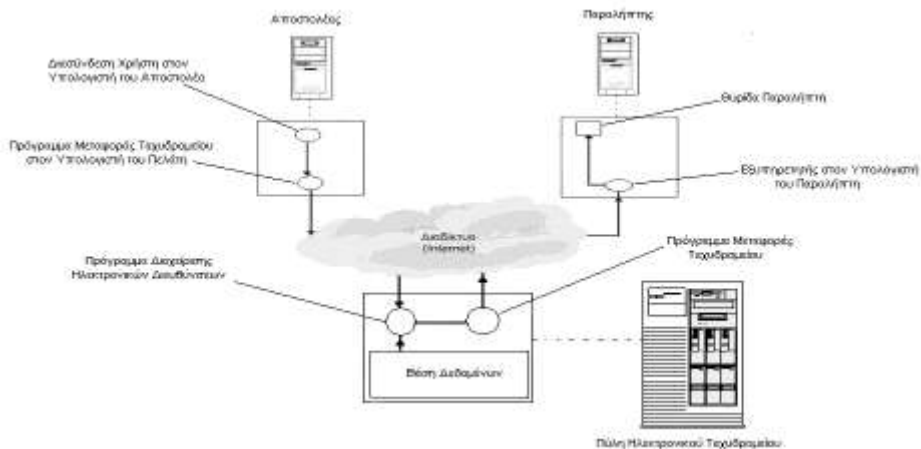 Αποστολέας
Παραλήπτης
Διασύνδεση Χρήστη στον
Υπολογιστή του Αποστολέα
Θυρίδα Παραλήπτη
Πρόγραμμα Μεταφοράς Ταχυδρομείου
στον Υπολογιστή του Πελάτη
Εξυπηρετητής στον Υπολογιστή
του Παραλήπτη
Διαδίκτυο
(Internet)
Πρόγραμμα Μεταφοράς
Ταχυδρομείου
Πρόγραμμα Διαχείρισης
Ηλεκτρονικών Διευθύνσεων
Βάση Δεδομένων
Πύλη Ηλεκτρονικού Ταχυδρομείου